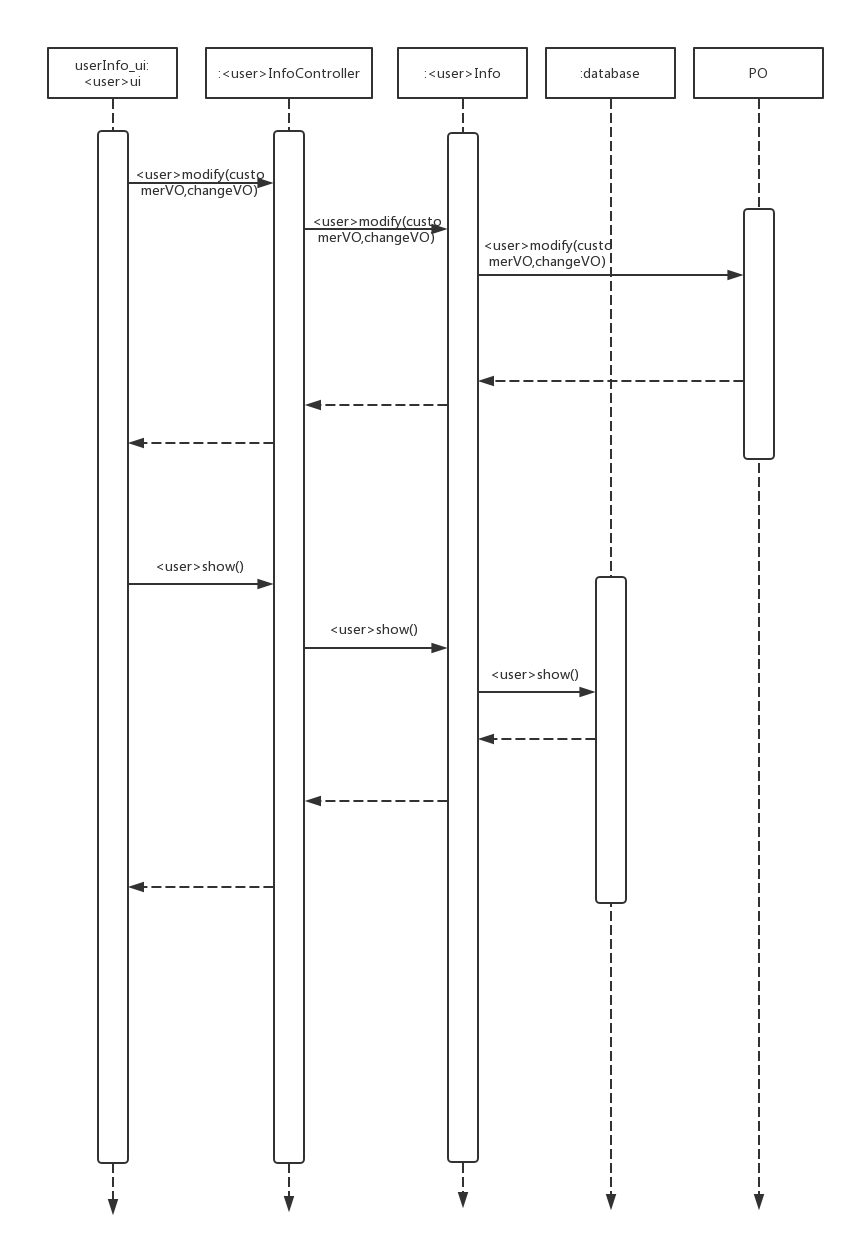 userInfo_ui:
<user>ui
:<user>InfoController
:<user>Info
:database
PO
<user>modify(custo
merVO,changeVO)
<user>modify(custo
merVO,changeVO)
<user>modify(custo
merVO,changeVO)
<user>show()
<user>show()
<user>show()